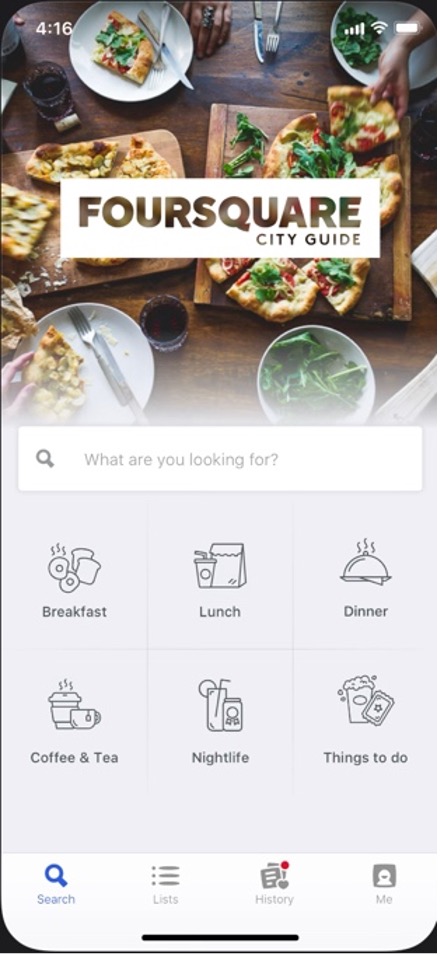 4:16
FOURSQUARE
CITY GUIDE
What are you looking for?
Breakfast
Lunch
Dinner
Coffee & Tea
Nightlife
Things to do
Search
Lists
History
Me